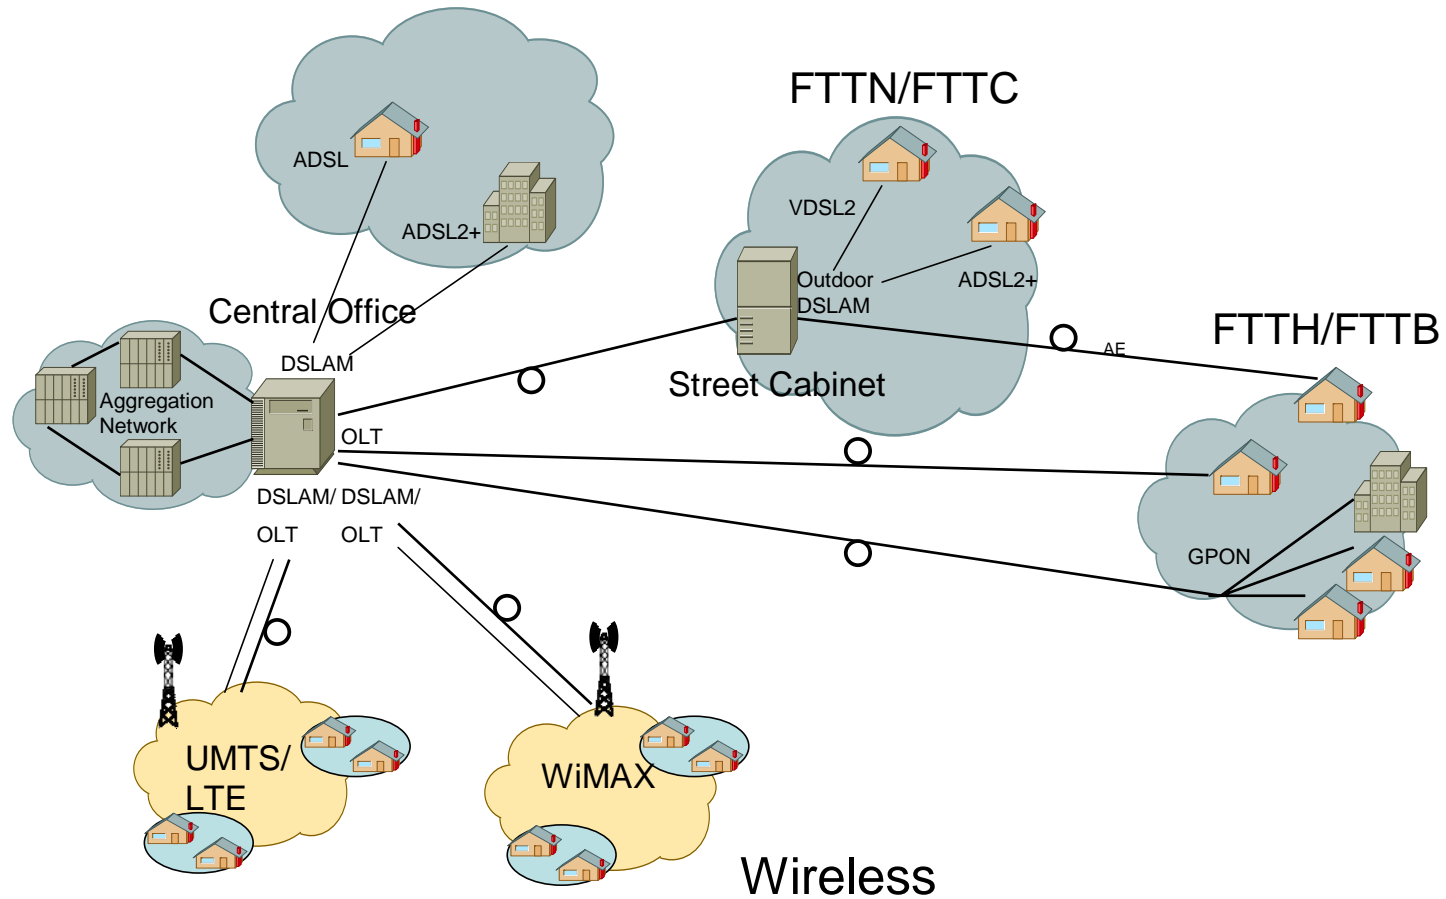 FTTN/FTTC
ADSL
ADSL2+
VDSL2
Outdoor
DSLAM
ADSL2+
Central Office
DSLAM
FTTH/FTTB
AE
Street Cabinet
Aggregation
Network
OLT
DSLAM/ DSLAM/
OLT OLT
GPON
UMTS/
LTE
WiMAX
Wireless